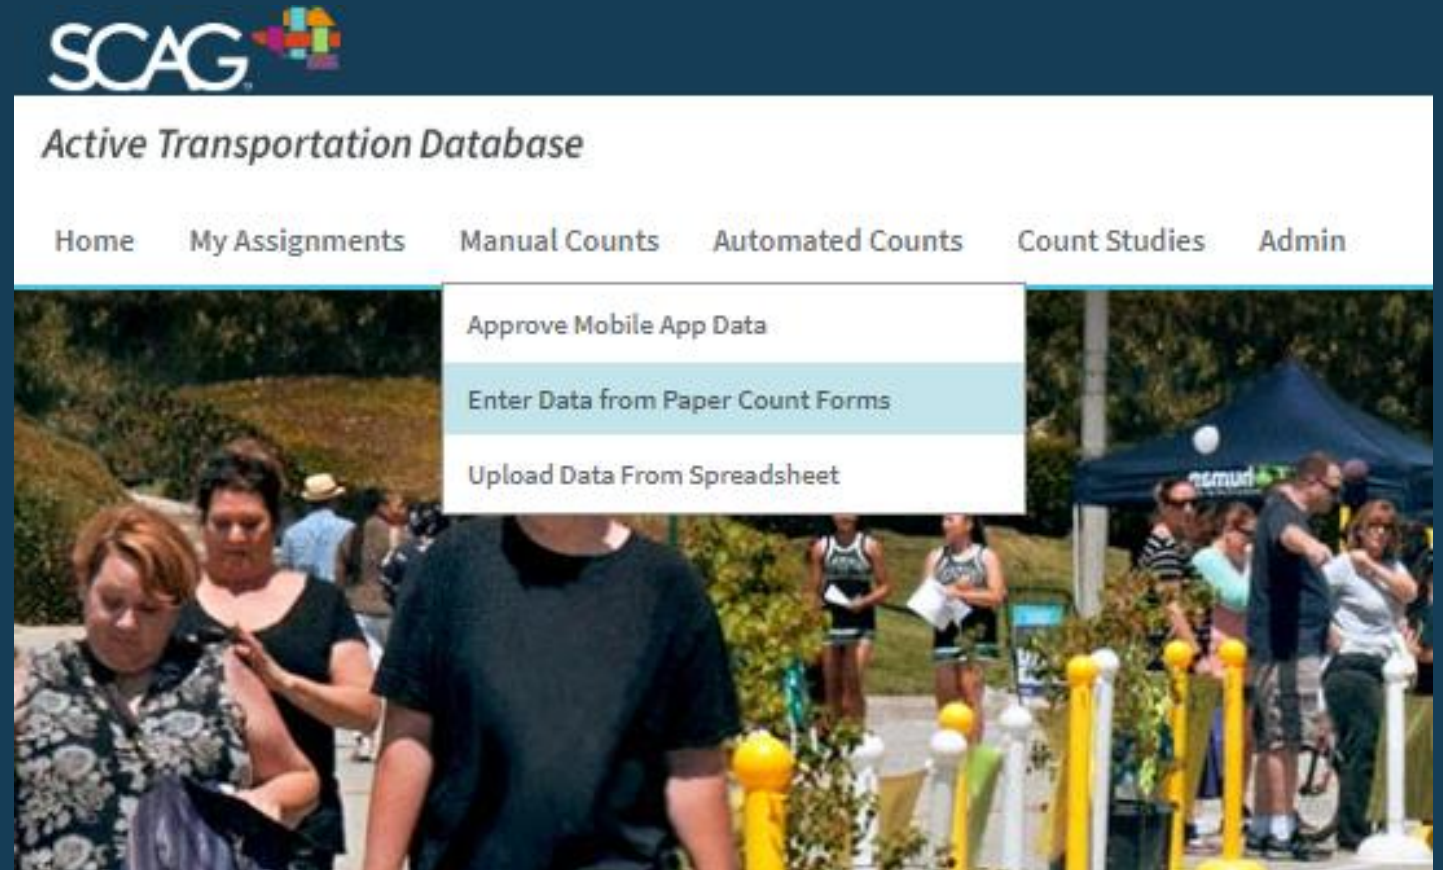 SCAG
Active Transportation Database
Home My Assignments Manual Counts Automated Counts Count Studies Admin
Approve Mobile App Data
Enter Data from Paper Count Forms
Upload Data From Spreadsheet